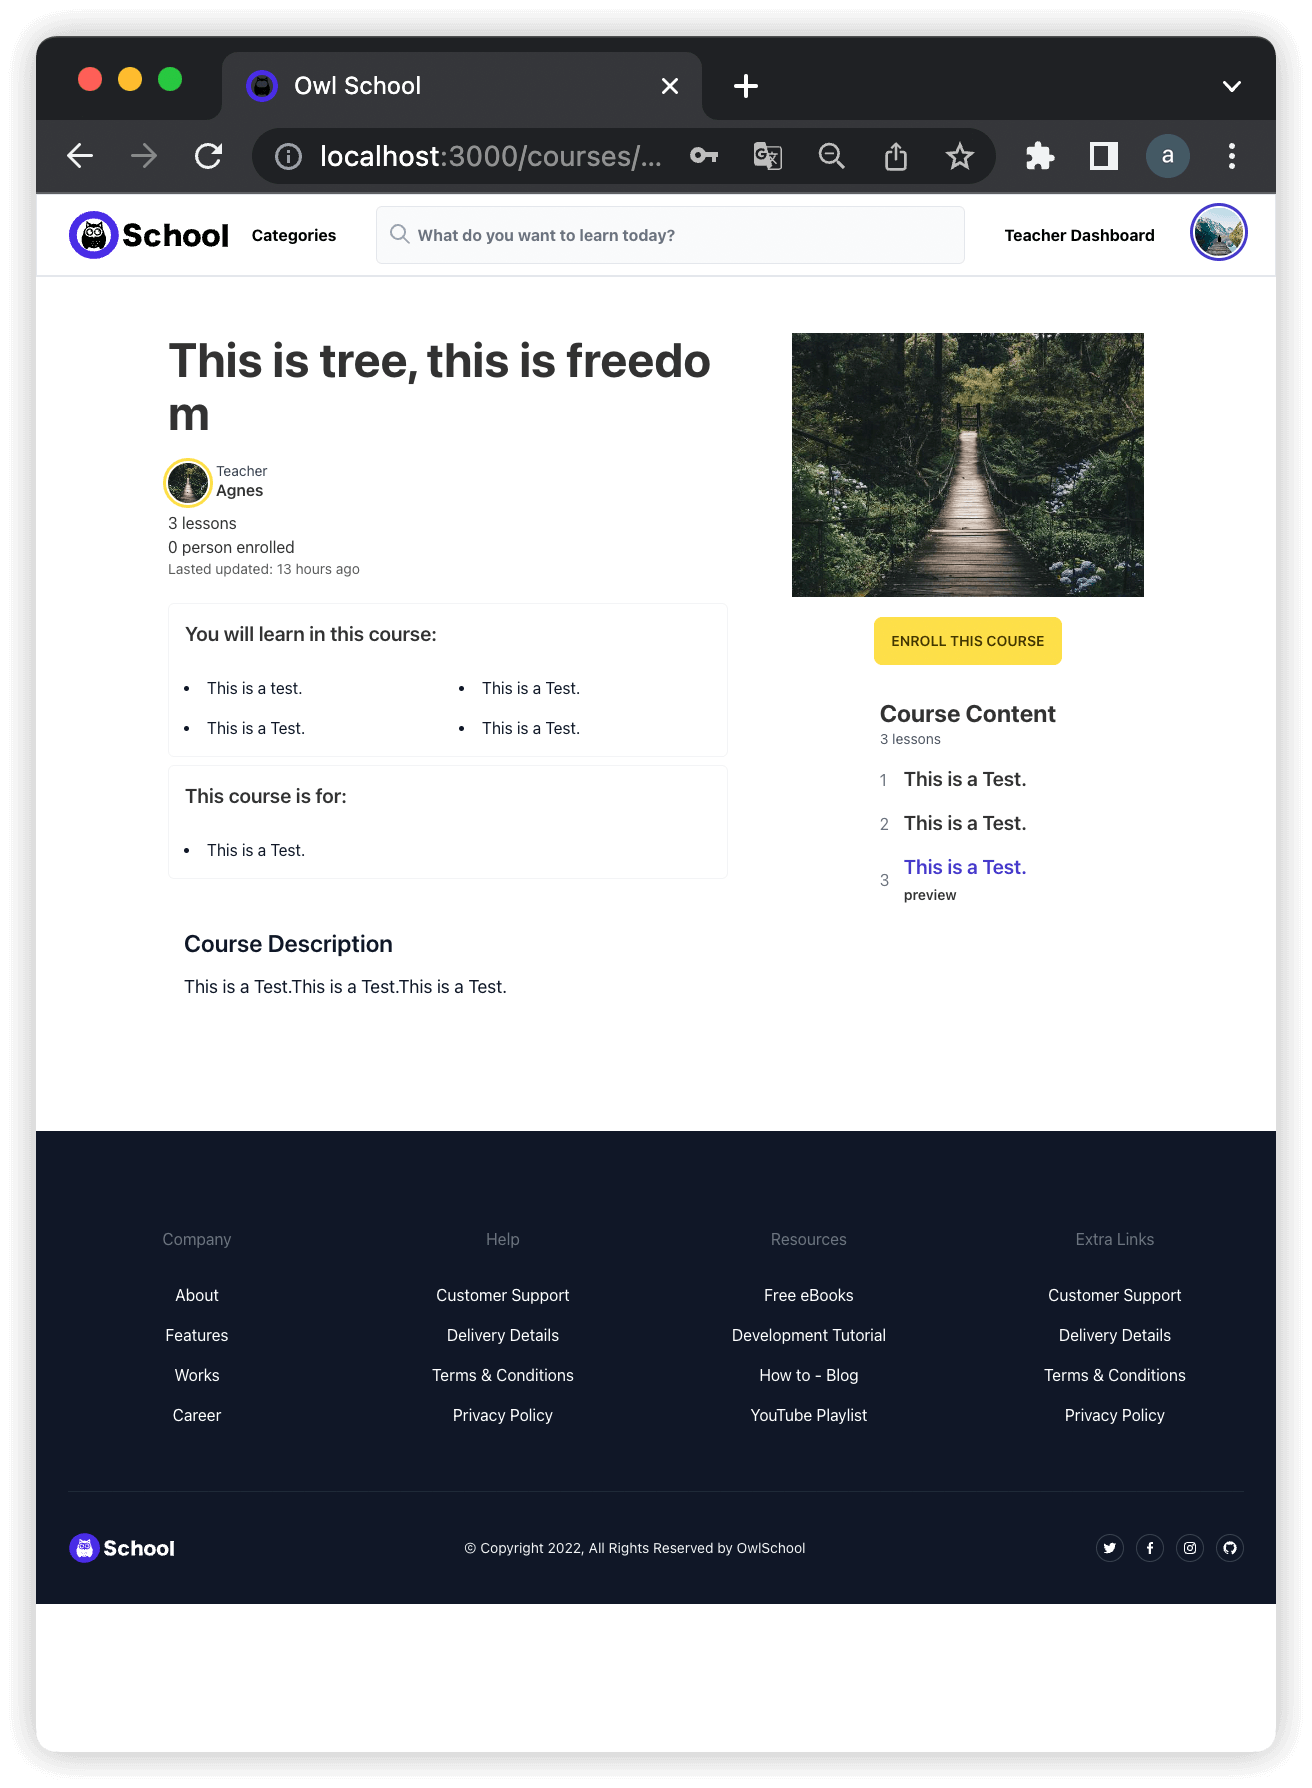 Owl School
localhost:3000/courses/...
a
School
Categories
What do you want to learn today?
Teacher Dashboard
This is tree, this is freedo
m
Teacher
Agnes
3 lessons
0 person enrolled
Lasted updated: 13 hours ago
You will learn in this course:
This is a test.
This is a Test.
This is a Test.
This is a Test.
This course is for:
This is a Test.
Course Description
This is a Test.This is a Test.This is a Test.
ENROLL THIS COURSE
Course Content
3 lessons
1 This is a Test.
2 This is a Test.
3 This is a Test.
preview
Company
About
Features
Works
Career
Help
Customer Support
Delivery Details
Terms & Conditions
Privacy Policy
Resources
Free eBooks
Development Tutorial
How to - Blog
YouTube Playlist
Extra Links
Customer Support
Delivery Details
Terms & Conditions
Privacy Policy
School
© Copyright 2022, All Rights Reserved by OwlSchool